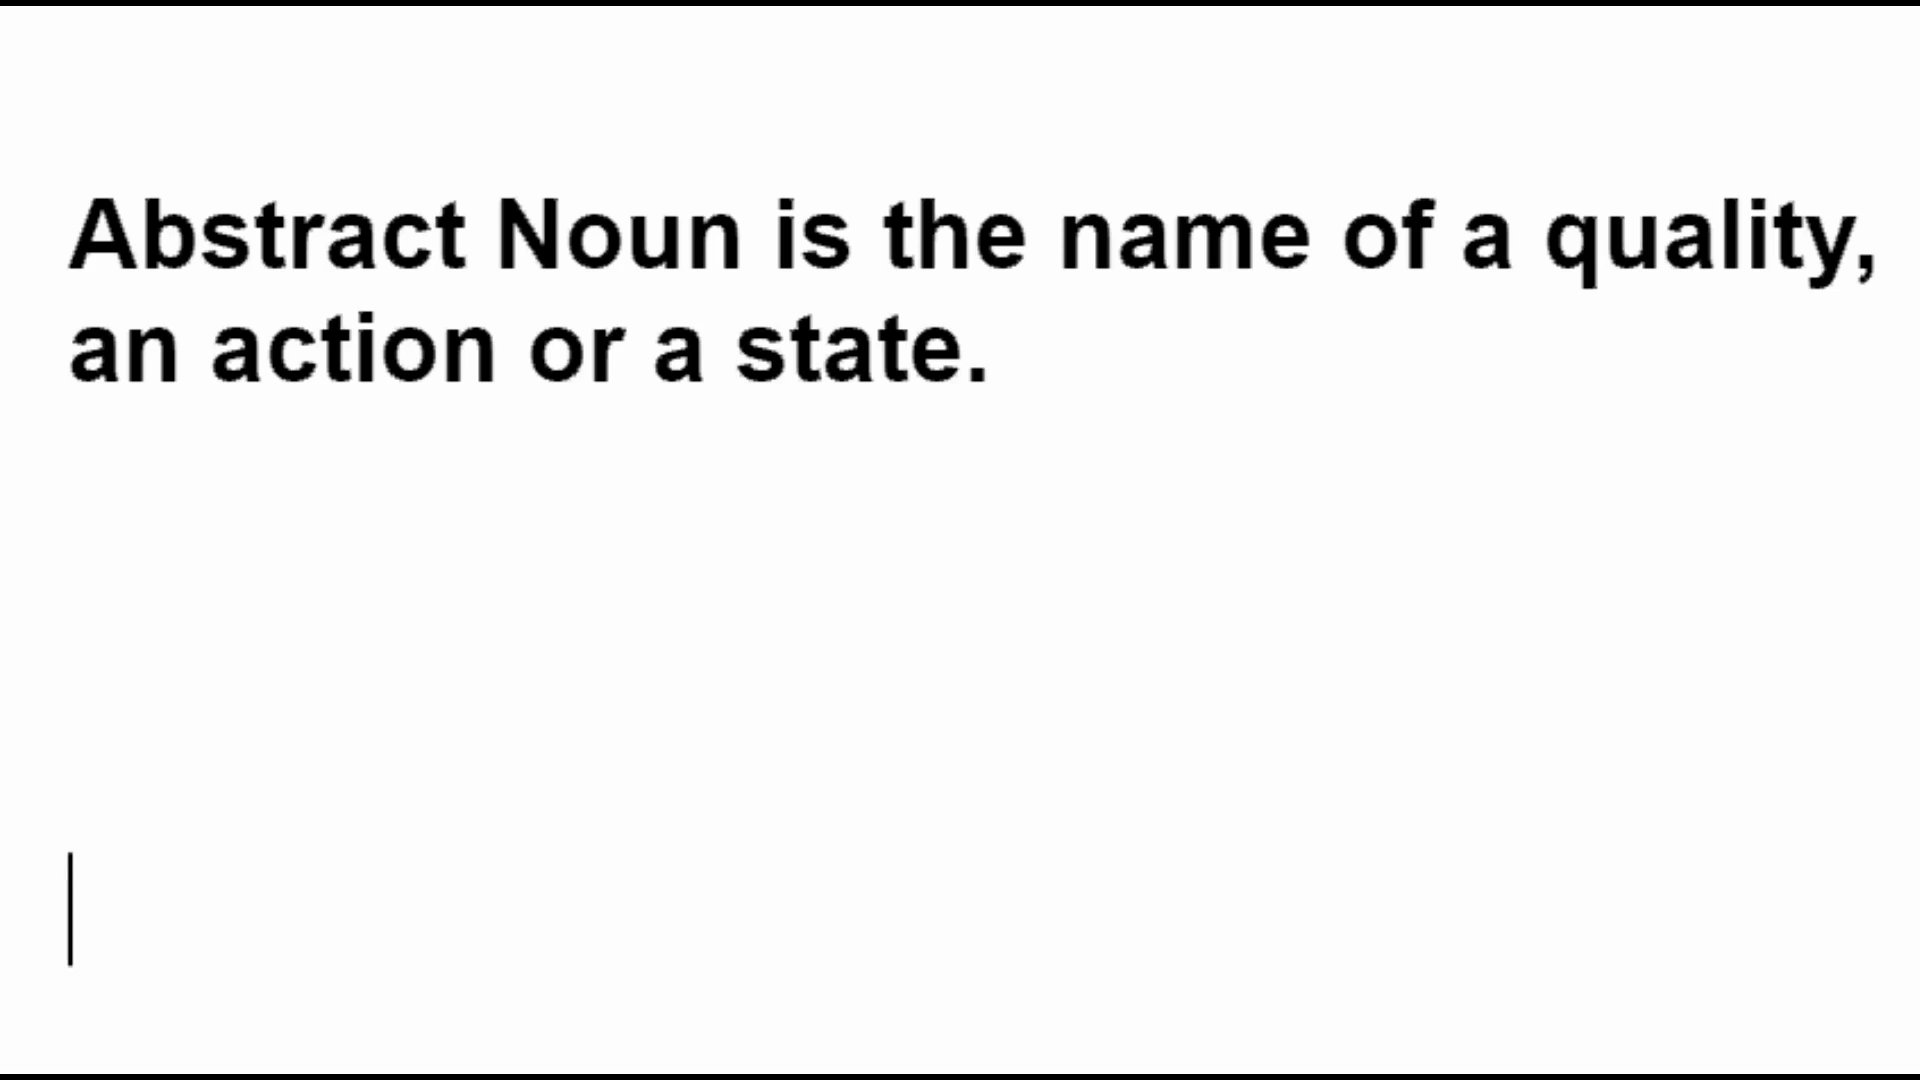 Abstract Noun is the name of a quality,
an action or a state.